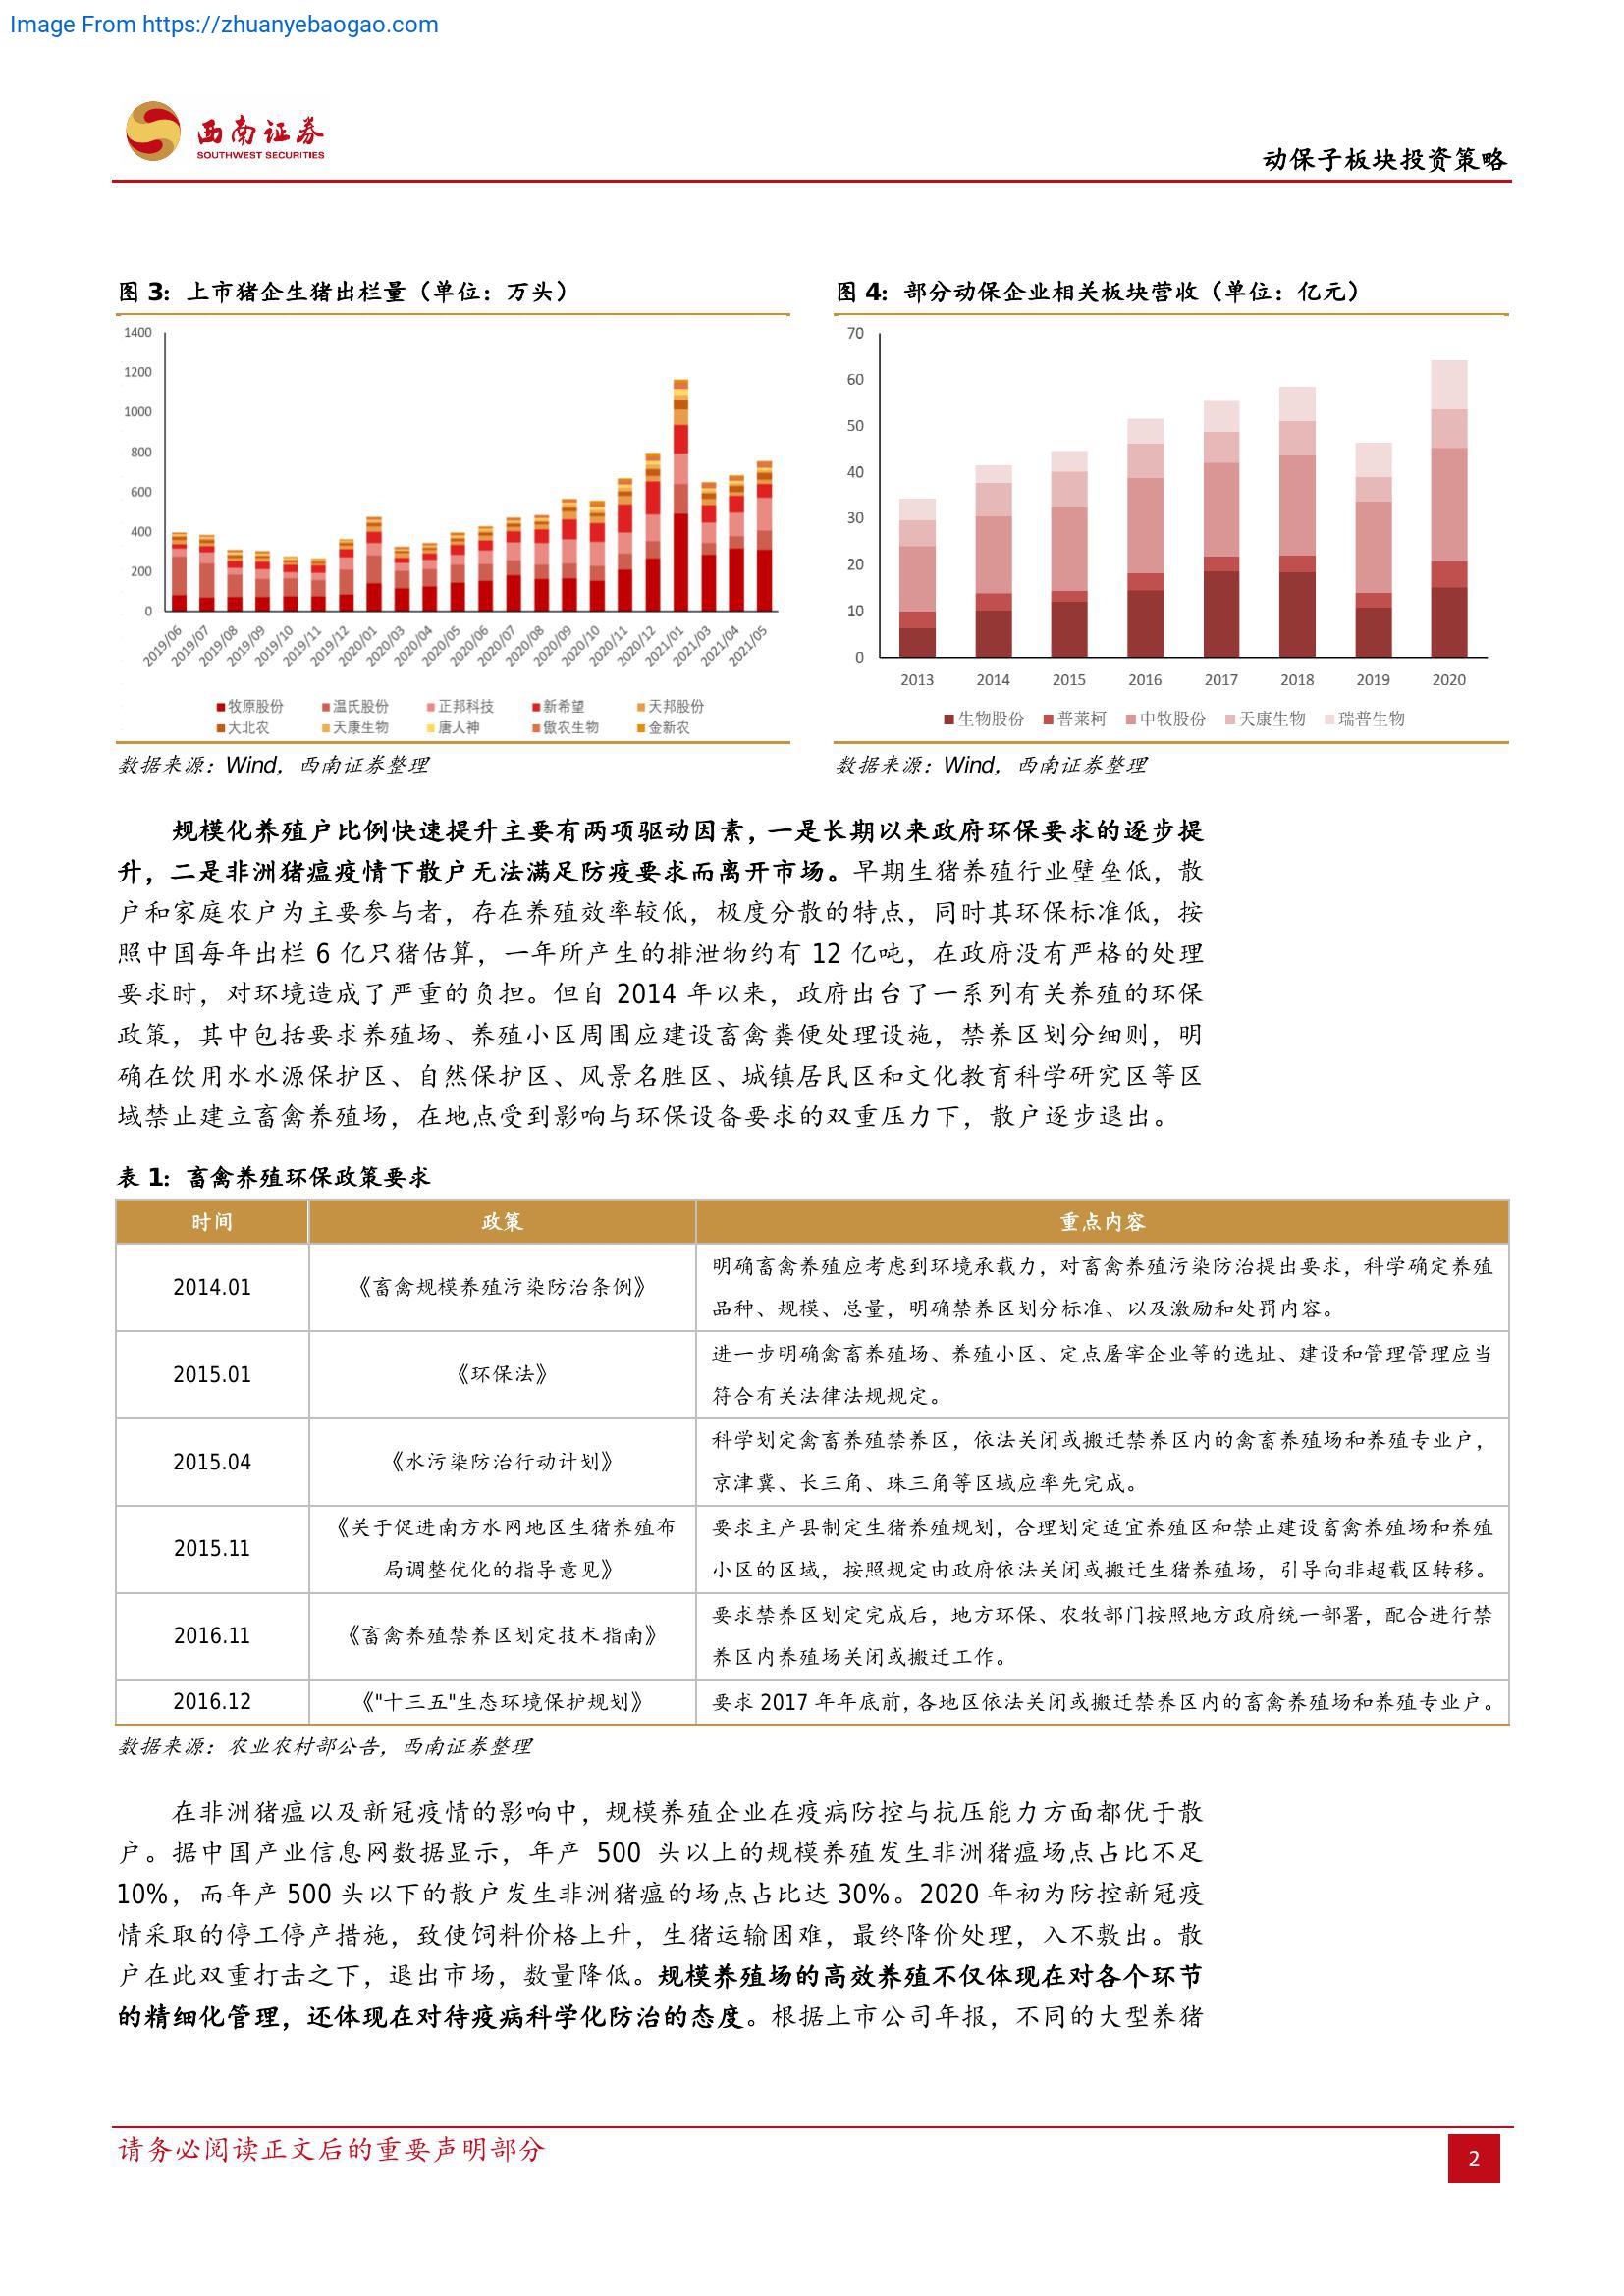 Image From https://zhuanyebaogao.com
西南证券
SOUTHWEST SECURITIES
动保子板块投资策略
图 3：上市猪企生猪出栏量（单位：万头）
1400
1200
1000
800
600
400
200
0
2019/06 2019/07 2019/08 2019/09 2019/10 2019/11 2019/12 2020/01 2020/03 2020/04 2020/05 2020/06 2020/07 2020/08 2020/09 2020/10 2020/11 2020/12 2021/01 2021/03 2021/04 2021/05
牧原股份 温氏股份 正邦科技 新希望 天邦股份
大北农 天康生物 唐人神 傲农生物 金新农
数据来源：Wind，西南证券整理
图 4：部分动保企业相关板块营收（单位：亿元）
70
60
50
40
30
20
10
0
2013 2014 2015 2016 2017 2018 2019 2020
生物股份 普莱柯 中牧股份 天康生物 瑞普生物
数据来源：Wind，西南证券整理
规模化养殖户比例快速提升主要有两项驱动因素，一是长期以来政府环保要求的逐步提
升，二是非洲猪瘟疫情下散户无法满足防疫要求而离开市场。早期生猪养殖行业壁垒低，散
户和家庭农户为主要参与者，存在养殖效率较低，极度分散的特点，同时其环保标准低，按
照中国每年出栏 6 亿只猪估算，一年所产生的排泄物约有 12 亿吨，在政府没有严格的处理
要求时，对环境造成了严重的负担。但自 2014 年以来，政府出台了一系列有关养殖的环保
政策，其中包括要求养殖场、养殖小区周围应建设畜禽粪便处理设施，禁养区划分细则，明
确在饮用水水源保护区、自然保护区、风景名胜区、城镇居民区和文化教育科学研究区等区
域禁止建立畜禽养殖场，在地点受到影响与环保设备要求的双重压力下，散户逐步退出。
表 1：畜禽养殖环保政策要求
时间 政策 重点内容
2014.01 《畜禽规模养殖污染防治条例》 明确畜禽养殖应考虑到环境承载力，对畜禽养殖污染防治提出要求，科学确定养殖
品种、规模、总量，明确禁养区划分标准、以及激励和处罚内容。
2015.01 《环保法》 进一步明确禽畜养殖场、养殖小区、定点屠宰企业等的选址、建设和管理管理应当
符合有关法律法规规定。
2015.04 《水污染防治行动计划》 科学划定禽畜养殖禁养区，依法关闭或搬迁禁养区内的禽畜养殖场和养殖专业户，
京津冀、长三角、珠三角等区域应率先完成。
2015.11 《关于促进南方水网地区生猪养殖布
局调整优化的指导意见》 要求主产县制定生猪养殖规划，合理划定适宜养殖区和禁止建设畜禽养殖场和养殖
小区的区域，按照规定由政府依法关闭或搬迁生猪养殖场，引导向非超载区转移。
2016.11 《畜禽养殖禁养区划定技术指南》 要求禁养区划定完成后，地方环保、农牧部门按照地方政府统一部署，配合进行禁
养区内养殖场关闭或搬迁工作。
2016.12 《"十三五"生态环境保护规划》 要求 2017 年年底前，各地区依法关闭或搬迁禁养区内的畜禽养殖场和养殖专业户。
数据来源：农业农村部公告，西南证券整理
在非洲猪瘟以及新冠疫情的影响中，规模养殖企业在疫病防控与抗压能力方面都优于散
户。据中国产业信息网数据显示，年产 500 头以上的规模养殖发生非洲猪瘟场点占比不足
10%，而年产 500 头以下的散户发生非洲猪瘟的场点占比达 30%。2020 年初为防控新冠疫
情采取的停工停产措施，致使饲料价格上升，生猪运输困难，最终降价处理，入不敷出。散
户在此双重打击之下，退出市场，数量降低。规模养殖场的高效养殖不仅体现在对各个环节
的精细化管理，还体现在对待疫病科学化防治的态度。根据上市公司年报，不同的大型养猪
请务必阅读正文后的重要声明部分
2